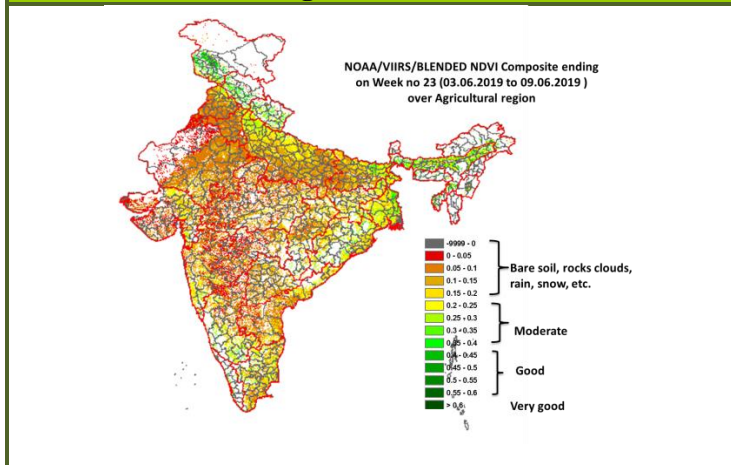 NOAA/VIIRS/BLENDED NDVI Composite ending
on Week no 23 (03.06.2019 to 09.06.2019 )
over Agricultural region
-9999 - 0
0 - 0.05
0.05 - 0.1
0.1 - 0.15
0.15 - 0.2
0.2 - 0.25
0.25 - 0.3
0.3 - 0.35
0.35 - 0.4
0.4 - 0.45
0.45 - 0.5
0.5 - 0.55
0.55 - 0.6
> 0.6
Bare soil, rocks clouds,
rain, snow, etc.
Moderate
Good
Very good